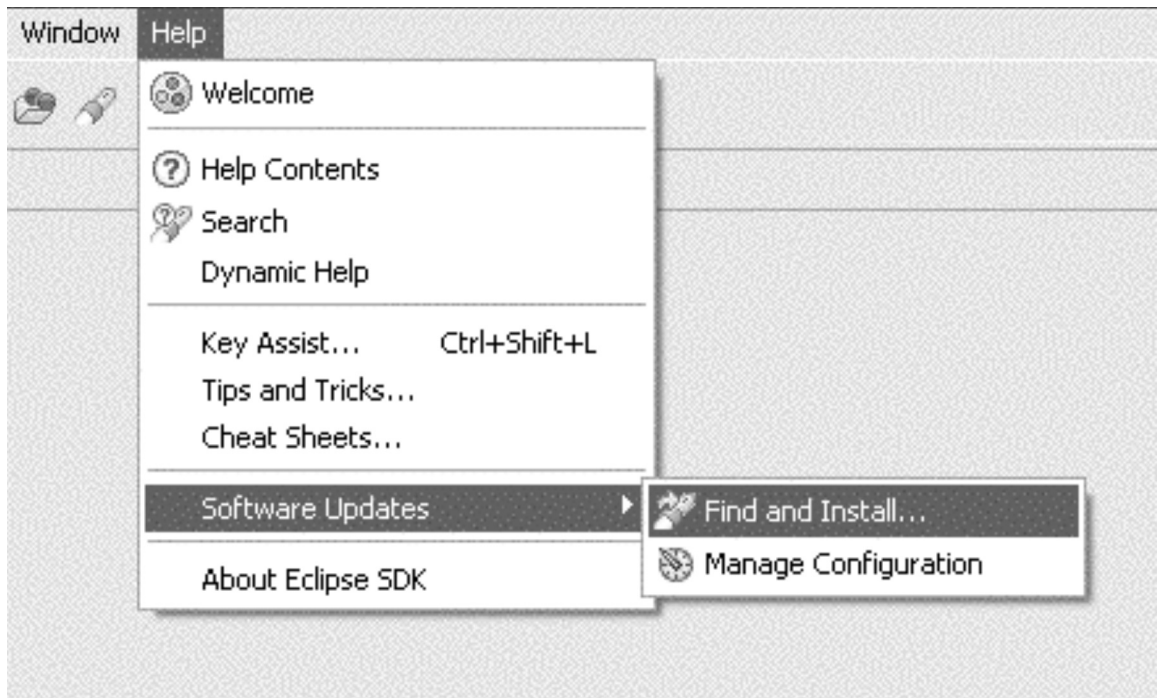 Window Help
Welcome
Help Contents
Search
Dynamic Help
Key Assist... Ctrl+Shift+L
Tips and Tricks...
Cheat Sheets...
Software Updates
Find and Install...
Manage Configuration
About Eclipse SDK